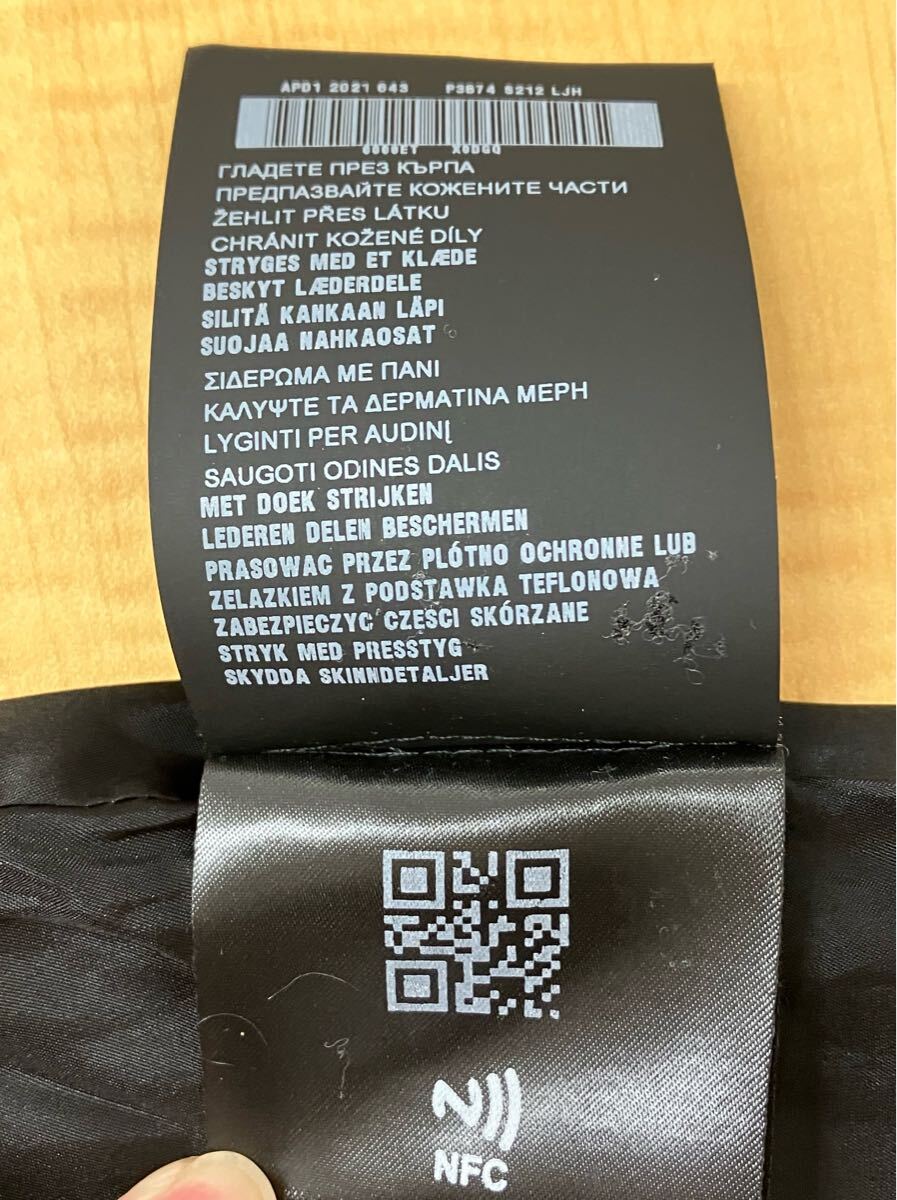 APD1 2021 643 P3B74 S212 LJH
ГЛАДЕТЕ ПРЕЗ КЪРПА
ПРЕДПАЗВАЙТЕ КОЖЕНИТЕ ЧАСТИ
ŽEHLIT PŘES LÁTKU
CHRÁNIT KOŽENÉ DÍLY
STRYGES MED ET KLÆDE
BESKYT LÆDERDELE
SILITÄ KANKAAN LÄPI
SUOJAA NAHKAOSAT
ΣΙΔΕΡΩΜΑ ΜΕ ΠΑΝΙ
ΚΑΛΥΨΤΕ ΤΑ ΔΕΡΜΑΤΙΝΑ ΜΕΡΗ
LYGINTI PER AUDINĮ
SAUGOTI ODINES DALIS
MET DOEK STRIJKEN
LEDEREN DELEN BESCHERMEN
PRASOWAC PRZEZ PLÓTNO OCHRONNE LUB
ZELAZKIEM Z PODSTAWKA TEFLONOWA
ZABEZPIECZYC CZESCI SKÓRZANE
STRYK MED PRESSTYG
SKYDDA SKINNDETALJER
NFC